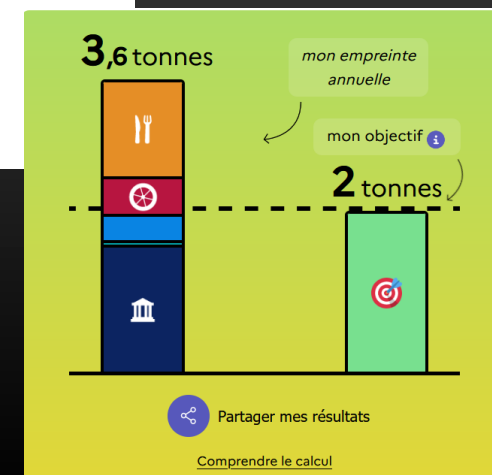 3,6 tonnes
mon empreinte
annuelle
mon objectif i
2 tonnes
Partager mes résultats
Comprendre le calcul